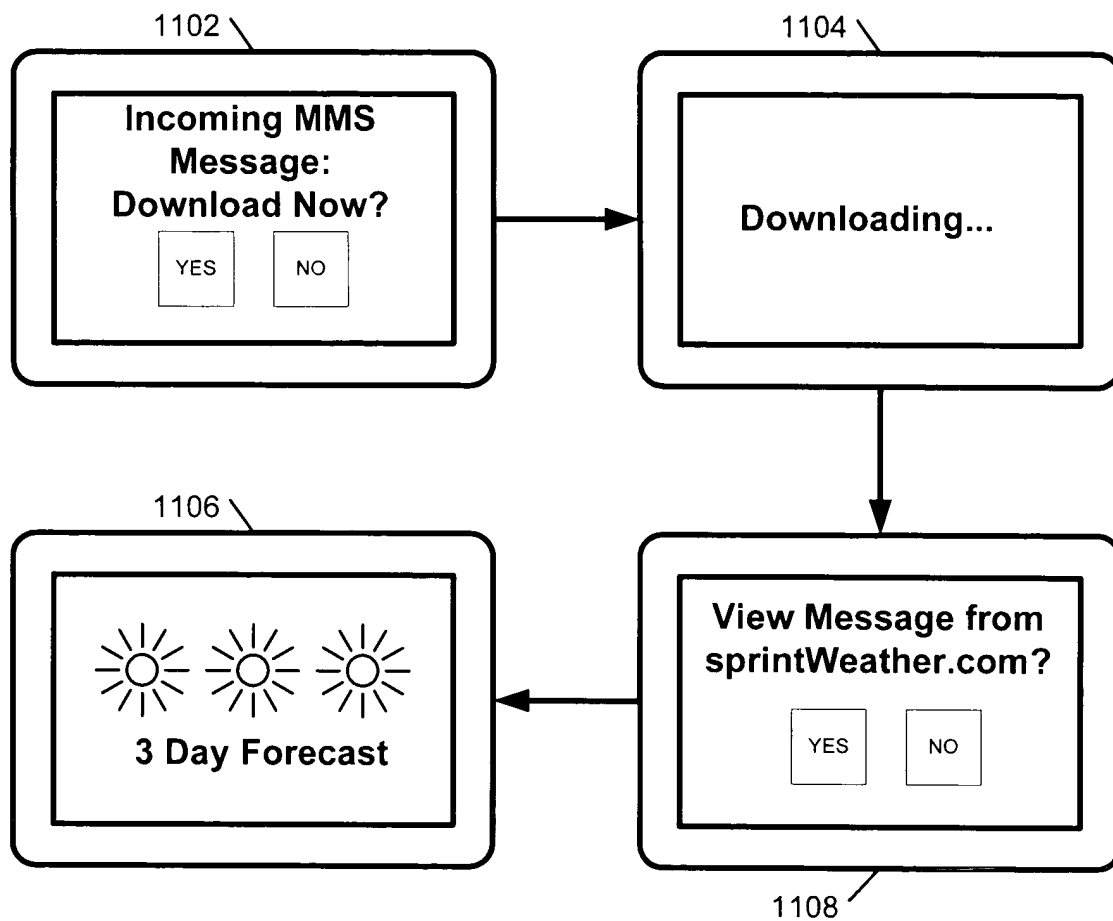 1102
Incoming MMS
Message:
Download Now?
YES NO
1104
Downloading...
1106
3 Day Forecast
View Message from
sprintWeather.com?
YES NO
1108